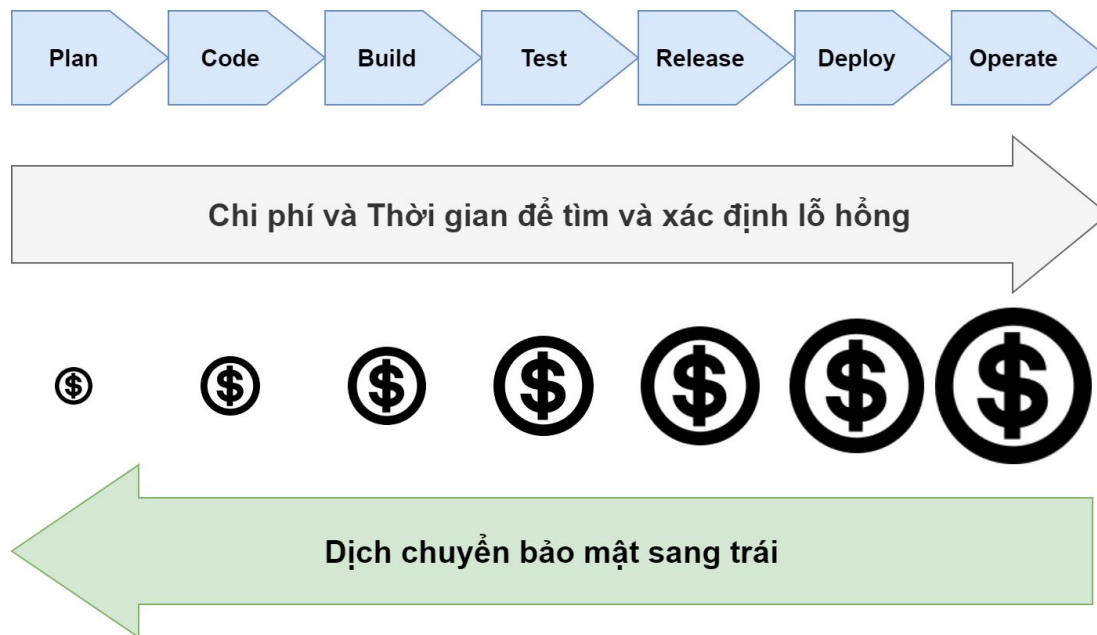 Plan
Code
Build
Test
Release
Deploy
Operate
Chi phí và Thời gian để tìm và xác định lỗ hổng
$
$
$
$
$
$
$
Dịch chuyển bảo mật sang trái